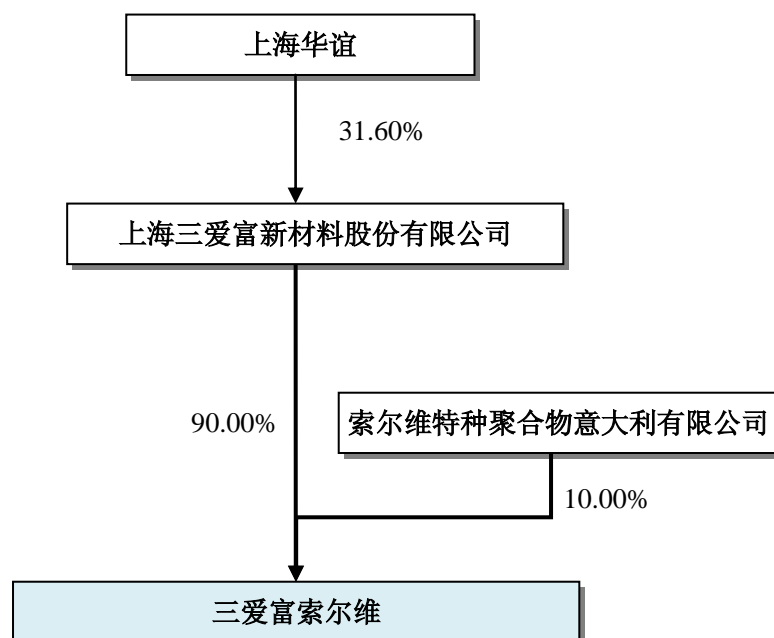 上海华谊
31.60%
上海三爱富新材料股份有限公司
90.00%
索尔维特种聚合物意大利有限公司
10.00%
三爱富索尔维